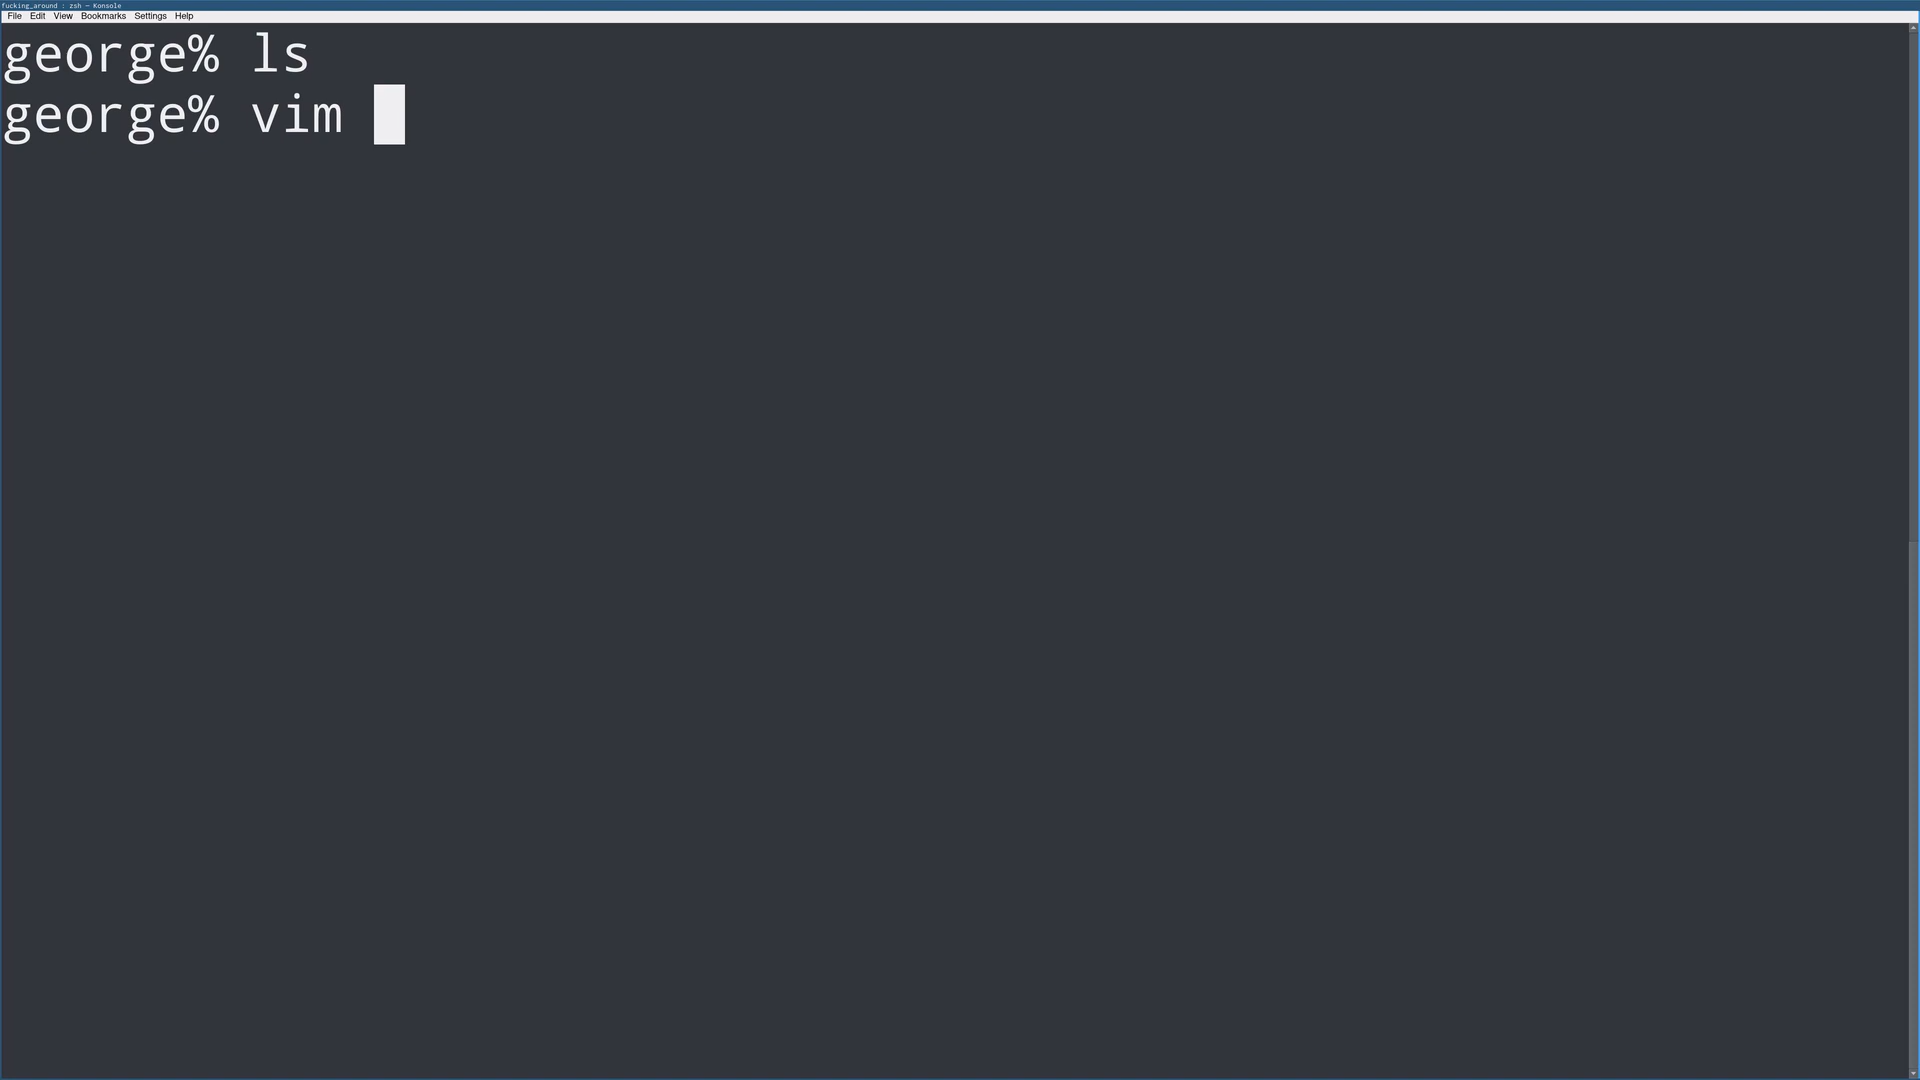 fucking_around : zsh — Konsole
File Edit View Bookmarks Settings Help
george% ls
george% vim